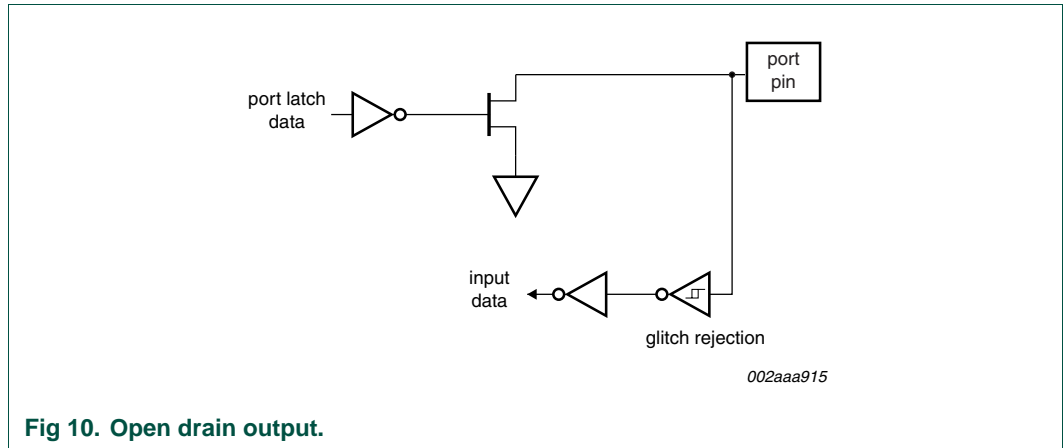 port
pin
port latch
data
input
data
glitch rejection
002aaa915
Fig 10. Open drain output.